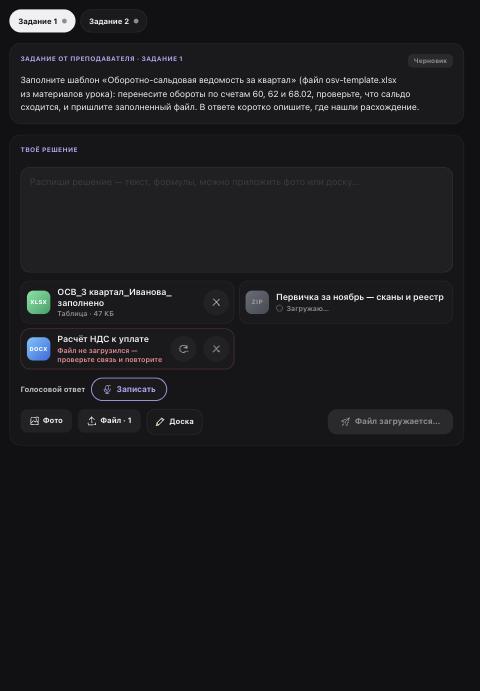 Задание 1
Задание 2
ЗАДАНИЕ ОТ ПРЕПОДАВАТЕЛЯ · ЗАДАНИЕ 1
Черновик
Заполните шаблон «Оборотно-сальдовая ведомость за квартал» (файл osv-template.xlsx
из материалов урока): перенесите обороты по счетам 60, 62 и 68.02, проверьте, что сальдо
сходится, и пришлите заполненный файл. В ответе коротко опишите, где нашли расхождение.
ТВОЁ РЕШЕНИЕ
Распиши решение — текст, формулы, можно приложить фото или доску...
XLSX
ОСВ_3 квартал_Иванова_
заполнено
Таблица · 47 КБ
ZIP
Первичка за ноябрь — сканы и реестр
Загружаю...
DOCX
Расчёт НДС к уплате
Файл не загрузился —
проверьте связь и повторите
Голосовой ответ
Записать
Фото
Файл · 1
Доска
Файл загружается...